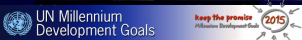 UN Millennium
Development Goals
keep the promise
2015
Millennium Development Goals